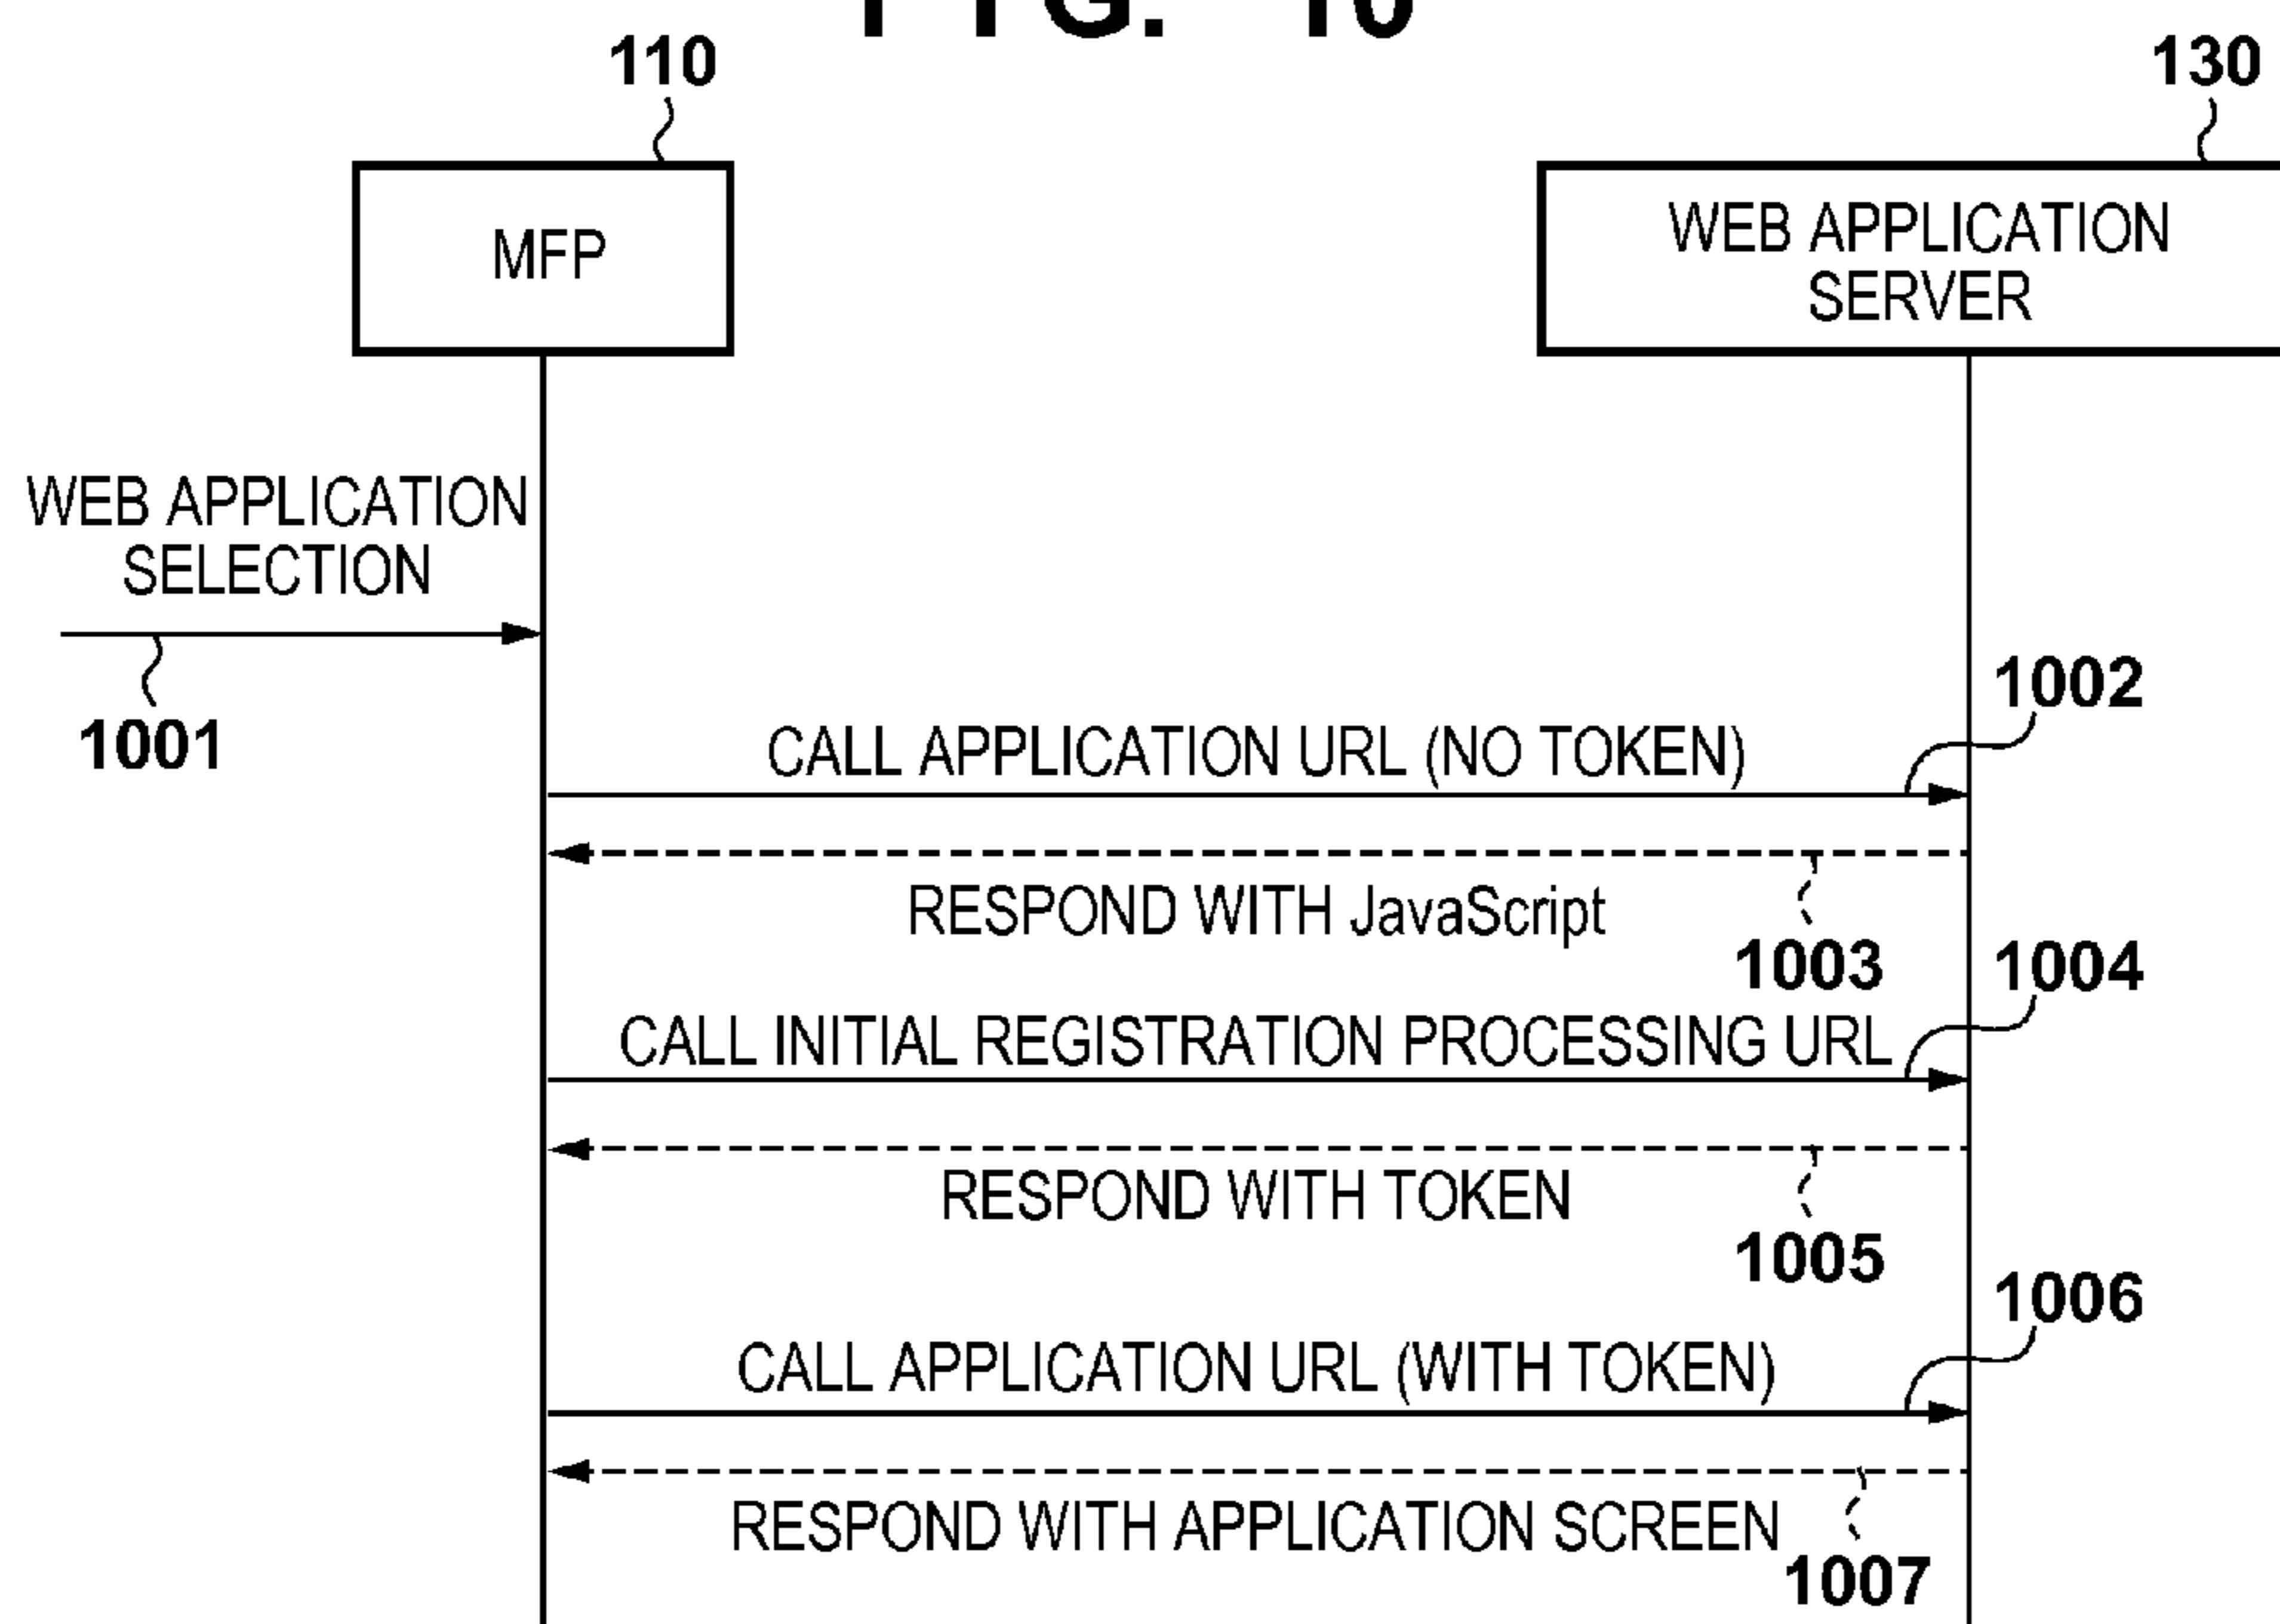 FIG. 10
110
130
MFP
WEB APPLICATION
SERVER
WEB APPLICATION
SELECTION
1001
1002
CALL APPLICATION URL (NO TOKEN)
RESPOND WITH JavaScript
1003
1004
CALL INITIAL REGISTRATION PROCESSING URL
RESPOND WITH TOKEN
1005
1006
CALL APPLICATION URL (WITH TOKEN)
RESPOND WITH APPLICATION SCREEN
1007